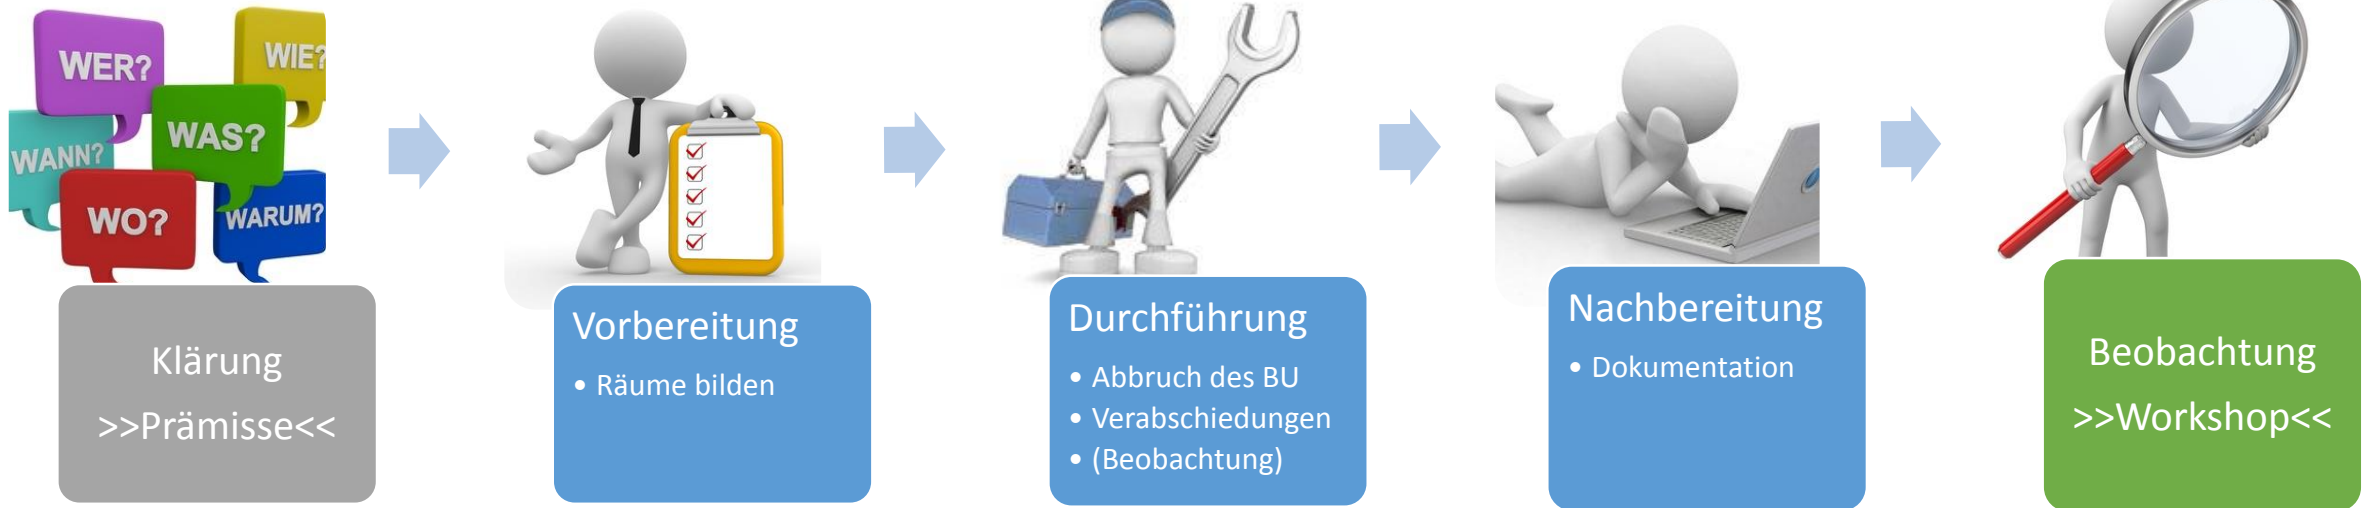 WER?
WIE?
WANN?
WAS?
WO?
WARUM?
Klärung
>>Prämisse<<
Vorbereitung
• Räume bilden
Durchführung
• Abbruch des BU
• Verabschiedungen
• (Beobachtung)
Nachbereitung
• Dokumentation
Beobachtung
>>Workshop<<